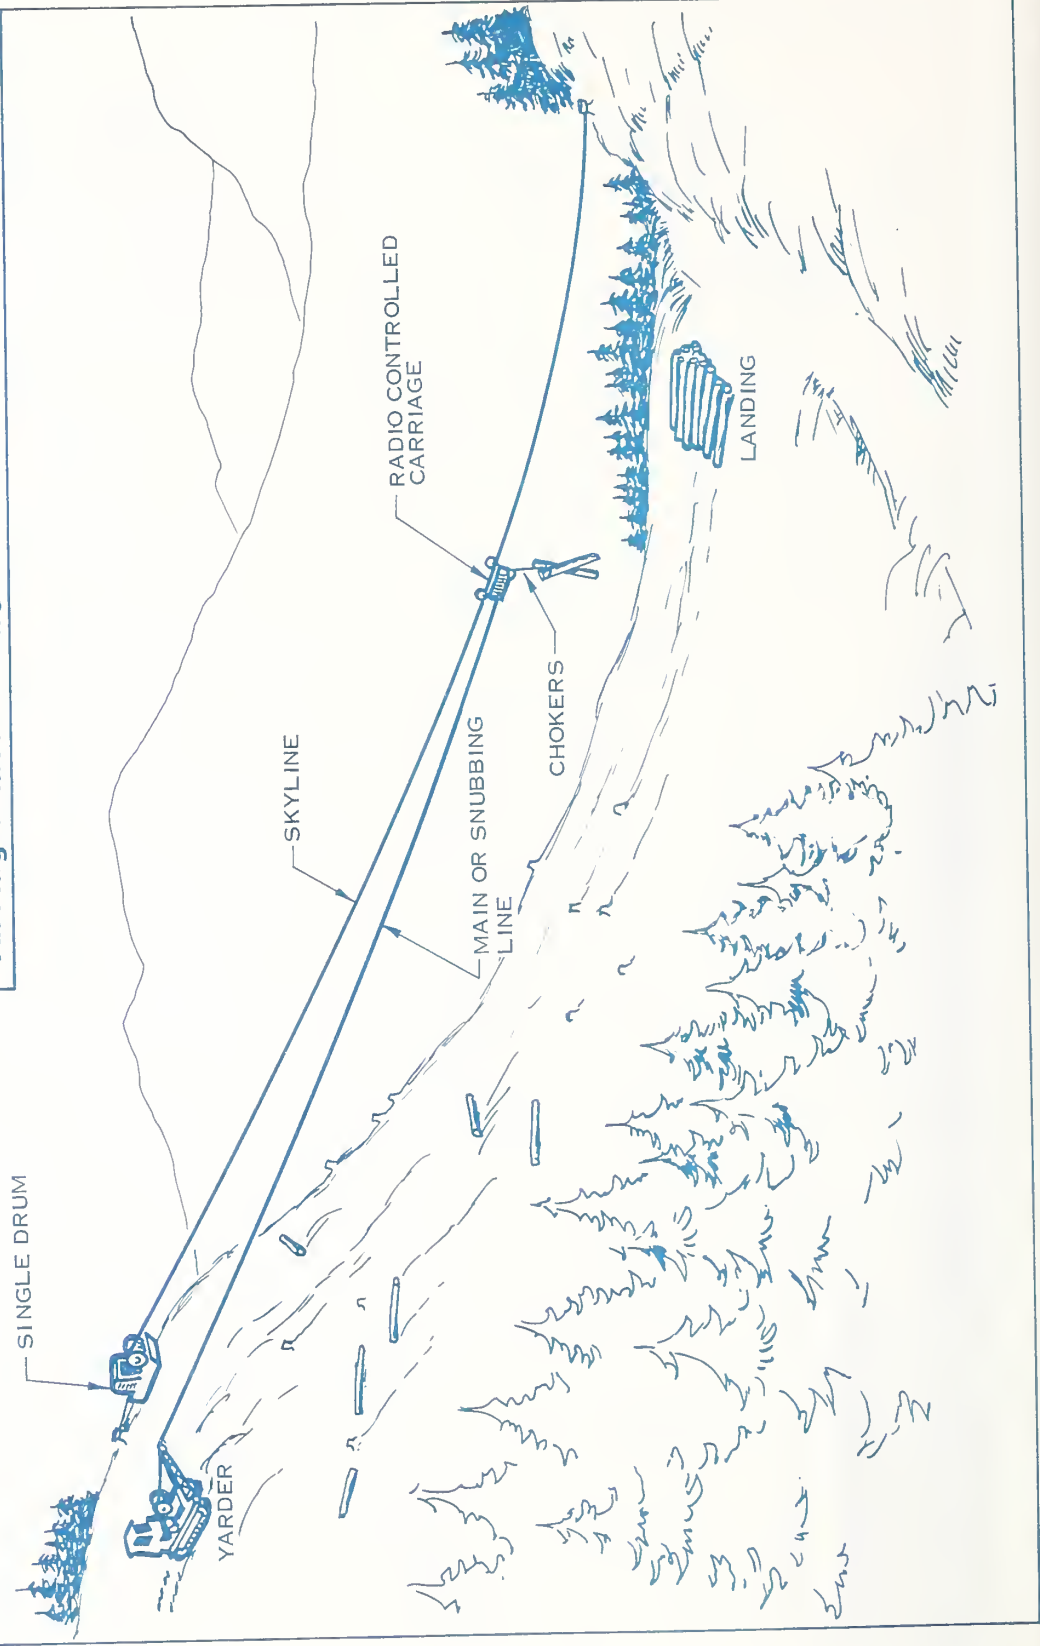 SINGLE DRUM
YARDER
SKYLINE
MAIN OR SNUBBING
LINE
CHOKERS
RADIO CONTROLLED
CARRIAGE
LANDING